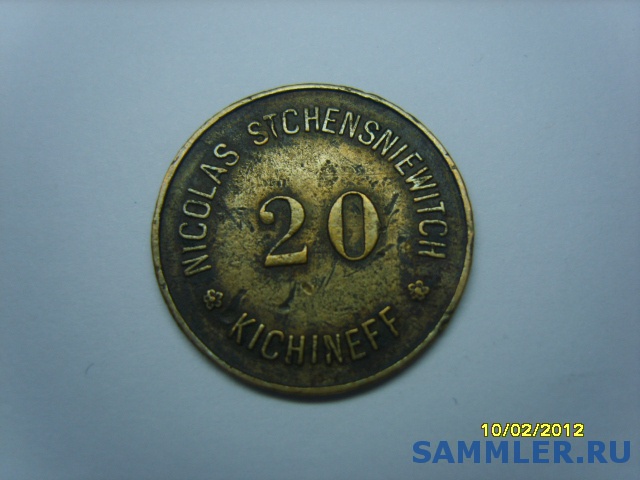 NICOLAS STCHENSNIEWITCH
20
KICHINEFF
10/02/2012
SAMMLER.RU